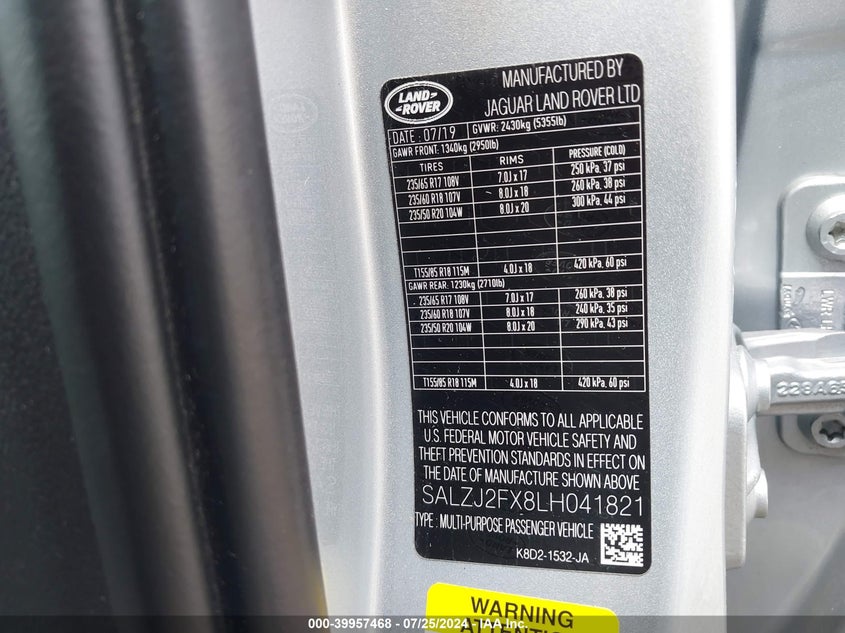 LAND-
-ROVER
MANUFACTURED BY
JAGUAR LAND ROVER LTD
DATE: 07/19 GVWR: 2430kg (5355lb)
GAWR FRONT: 1340kg (2950lb)
TIRES RIMS PRESSURE (COLD)
235/65 R17 108V 7.0J x 17 250 kPa, 37 psi
235/60 R18 107V 8.0J x 18 260 kPa, 38 psi
235/50 R20 104W 8.0J x 20 300 kPa, 44 psi
T155/85 R18 115M 4.0J x 18 420 kPa, 60 psi
GAWR REAR: 1230kg (2710lb)
235/65 R17 108V 7.0J x 17 260 kPa, 38 psi
235/60 R18 107V 8.0J x 18 240 kPa, 35 psi
235/50 R20 104W 8.0J x 20 290 kPa, 43 psi
T155/85 R18 115M 4.0J x 18 420 kPa, 60 psi
THIS VEHICLE CONFORMS TO ALL APPLICABLE
U.S. FEDERAL MOTOR VEHICLE SAFETY AND
THEFT PREVENTION STANDARDS IN EFFECT ON
THE DATE OF MANUFACTURE SHOWN ABOVE
SALZJ2FX8LH041821
TYPE: MULTI-PURPOSE PASSENGER VEHICLE
K8D2-1532-JA
WARNING
ATTENTION
000-39957468 - 07/25/2024 - IAA Inc.